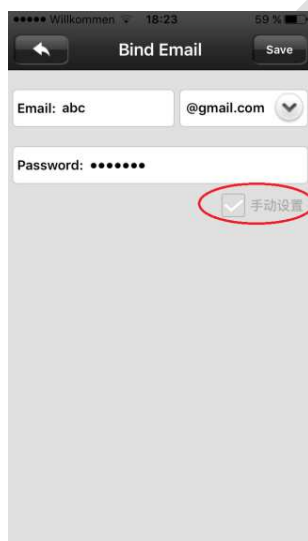 Willkommen 18:23 59 %
Bind Email Save
Email: abc @gmail.com
Password: •••••••
手动设置